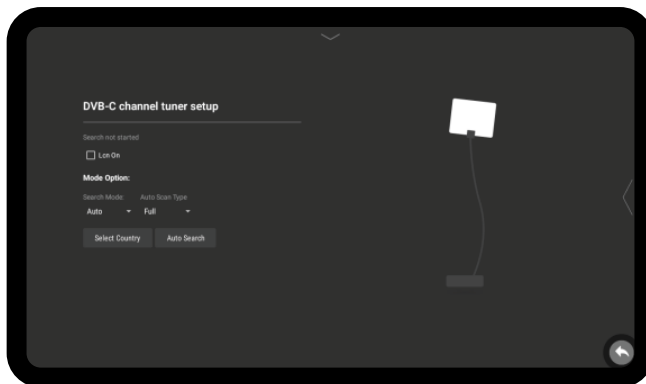 DVB-C channel tuner setup
Search not started
Lcn On
Mode Option:
Search Mode: Auto Scan Type
Auto Full
Select Country Auto Search